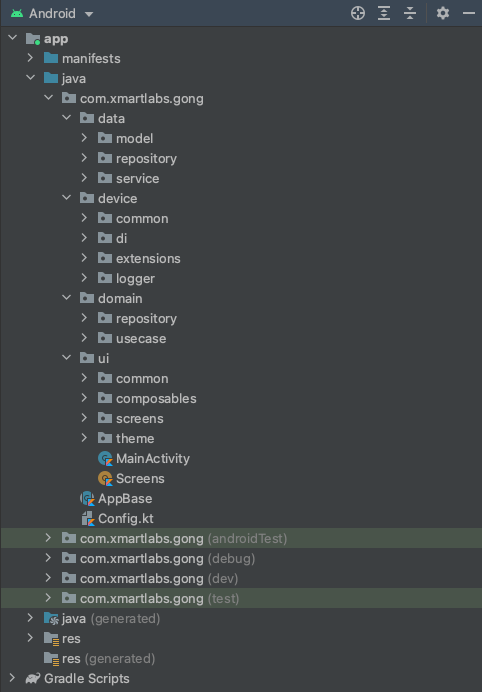 Android
app
manifests
java
com.xmartlabs.gong
data
model
repository
service
device
common
di
extensions
logger
domain
repository
usecase
ui
common
composables
screens
theme
MainActivity
Screens
AppBase
Config.kt
com.xmartlabs.gong (androidTest)
com.xmartlabs.gong (debug)
com.xmartlabs.gong (dev)
com.xmartlabs.gong (test)
java (generated)
res
res (generated)
Gradle Scripts